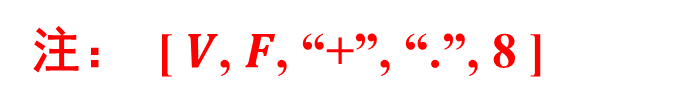 注： [ V, F, “+”, “.”, 8 ]